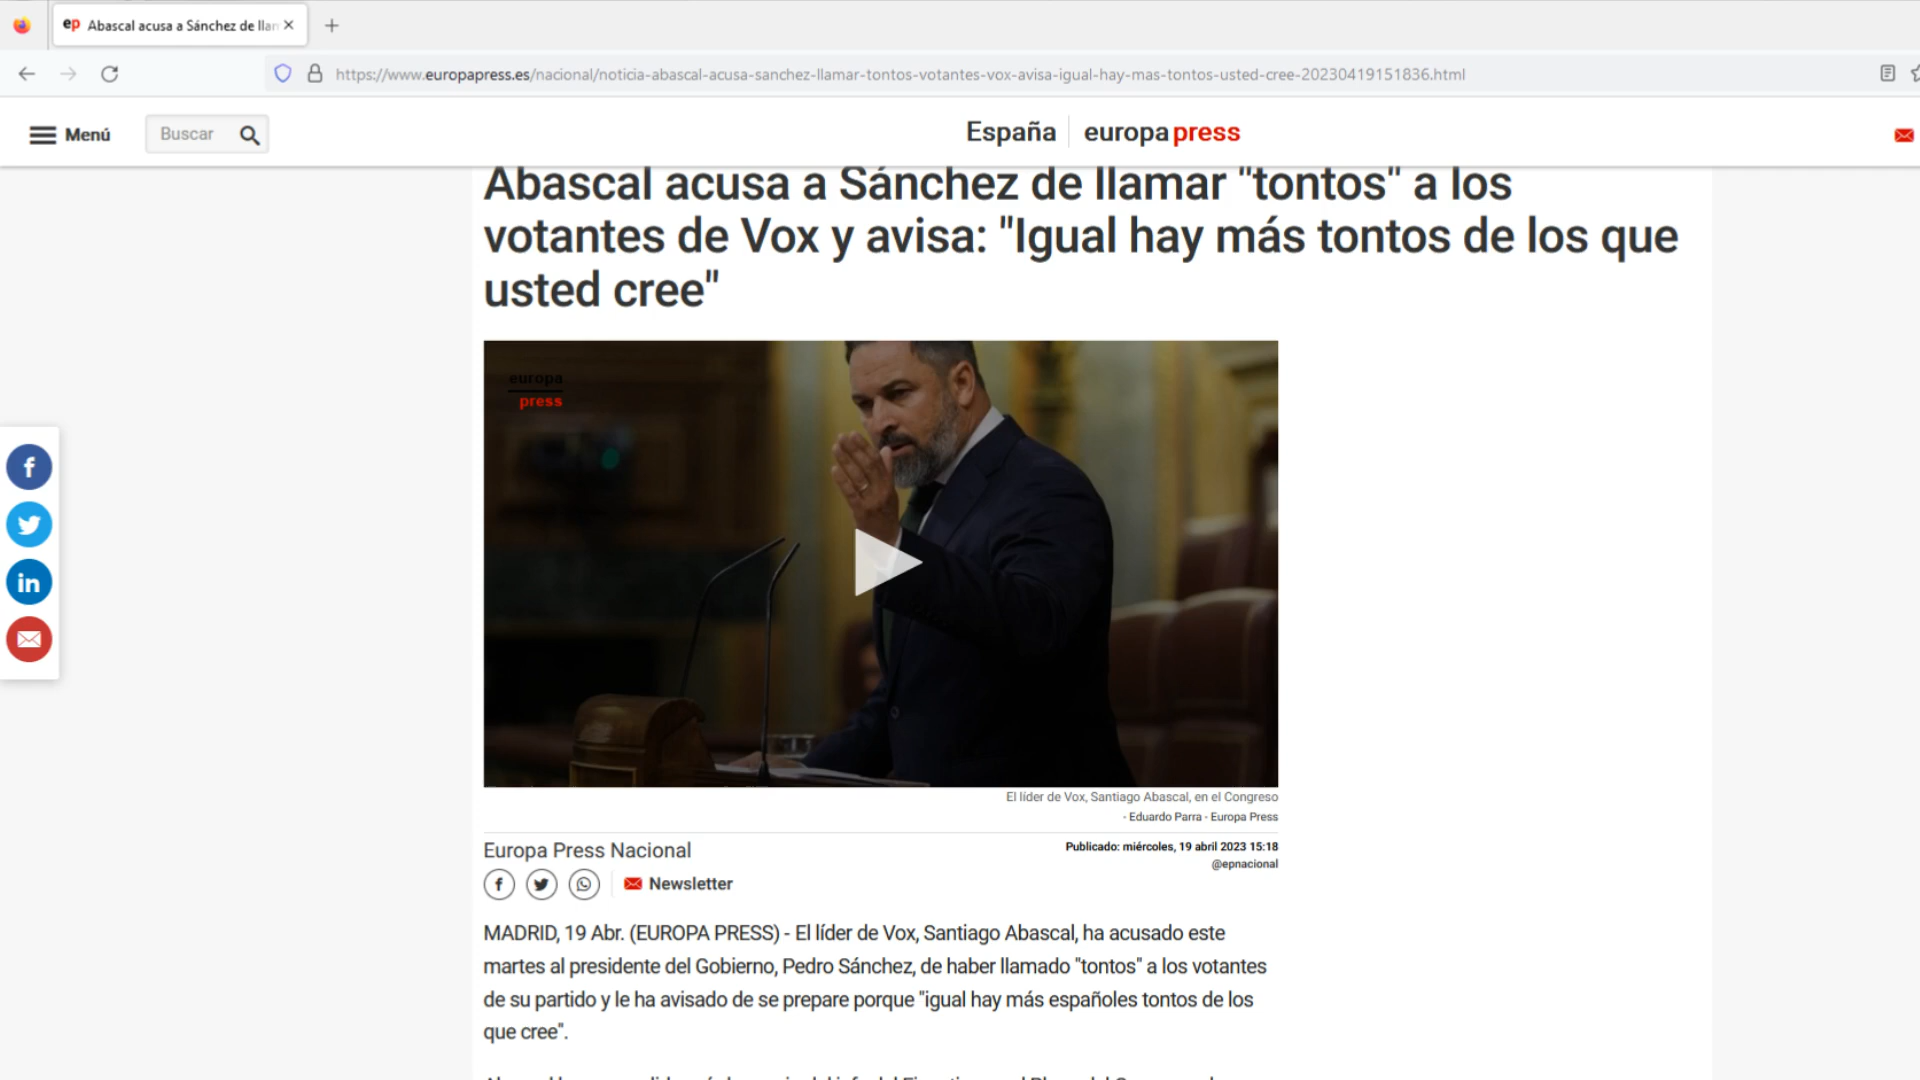 ep Abascal acusa a Sánchez de llan
https://www.europapress.es/nacional/noticia-abascal-acusa-sanchez-llamar-tontos-votantes-vox-avisa-igual-hay-mas-tontos-usted-cree-20230419151836.html
Menú
Buscar
España
europapress
Abascal acusa a Sánchez de llamar "tontos" a los
votantes de Vox y avisa: "Igual hay más tontos de los que
usted cree"
europa
press
El líder de Vox, Santiago Abascal, en el Congreso
- Eduardo Parra - Europa Press
Europa Press Nacional
Publicado: miércoles, 19 abril 2023 15:18
@epnacional
Newsletter
MADRID, 19 Abr. (EUROPA PRESS) - El líder de Vox, Santiago Abascal, ha acusado este
martes al presidente del Gobierno, Pedro Sánchez, de haber llamado "tontos" a los votantes
de su partido y le ha avisado de se prepare porque "igual hay más españoles tontos de los
que cree".